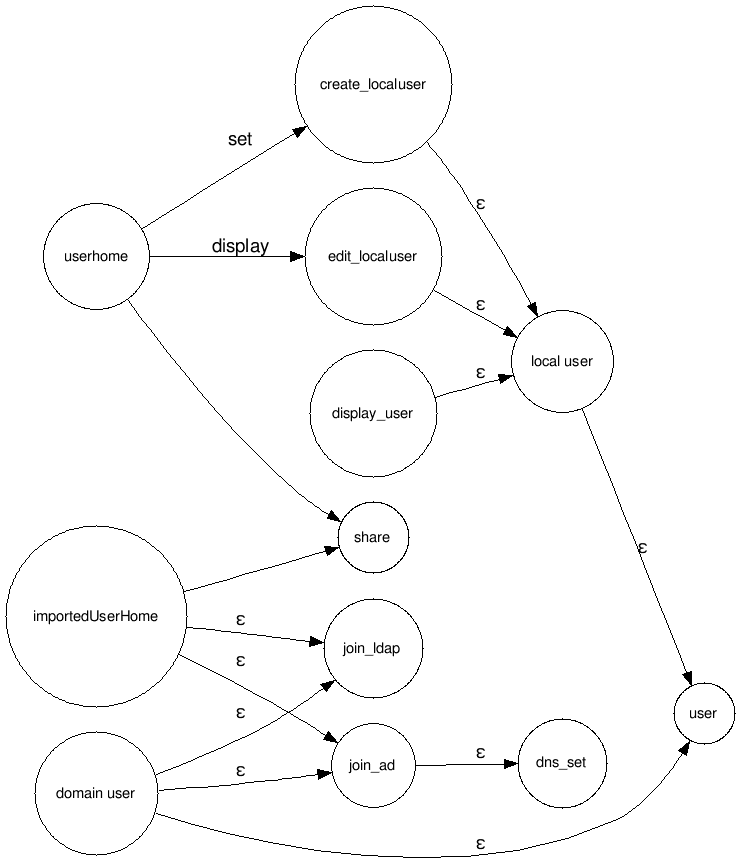 create_localuser
set
ε
userhome
display
edit_localuser
ε
local user
ε
display_user
share
ε
importedUserHome
ε
join_ldap
ε
ε
user
ε
join_ad
ε
dns_set
domain user
ε